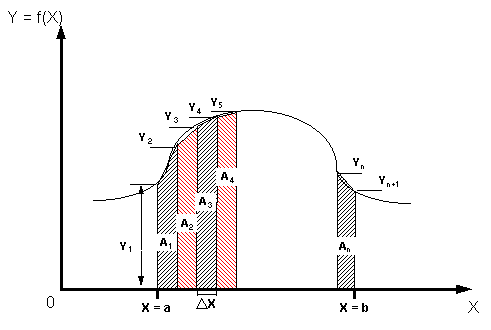 Y = f(X)
Y₅
Y₄
Y₃
Y₂
Yₙ
Yₙ₊₁
A₄
A₃
A₂
Y₁
A₁
Aₙ
0
X = a
△X
X = b
X